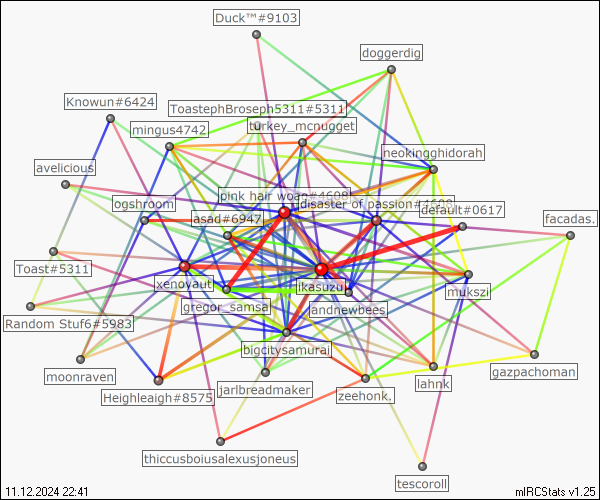 Duck™#9103
doggerdig
Knowun#6424
ToastephBroseph5311#5311
mingus4742
turkey_mcnugget
neokingghidorah
avelicious
pink hair woag#4608
ogshroom
disaster of passion#4608
default#0617
asad#6947
facadas.
Toast#5311
xenoyaut
ikasuzu
mukszi
gregor_samsa
landnewbees
Random Stuf6#5983
bigcitysamurai
moonraven
gazpachoman
lahnk
jarlbreadmaker
Heighleaigh#8575
zeehonk.
thiccusboiusalexusjoneus
tescoroll
11.12.2024 22:41
mIRCStats v1.25